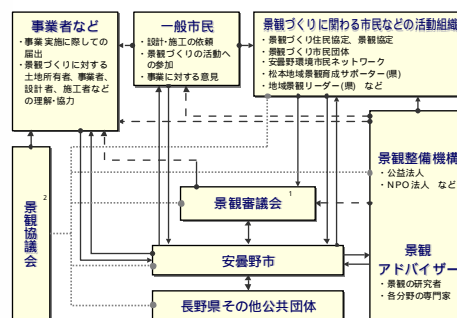 事業者など
・事業実施に際しての
届出
・景観づくりに対する
土地所有者、事業者、
設計者、施工者など
の理解・協力
一般市民
・設計・施工の依頼
・景観づくりの活動へ
の参加
・事業に対する意見
景観づくりに関わる市民などの活動組織
・景観づくり住民協定、景観協定
・景観づくり市民団体
・安曇野環境市民ネットワーク
・松本地域景観育成サポーター(県)
・地域景観リーダー(県) など
景観整備機構
・公益法人
・NPO法人 など
景観協議会 2
景観審議会 1
安曇野市
景観
アドバイザー
・景観の研究者
・各分野の専門家
長野県その他公共団体